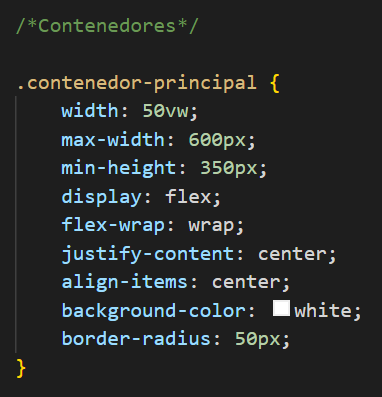 /*Contenedores*/
.contenedor-principal {
width: 50vw;
max-width: 600px;
min-height: 350px;
display: flex;
flex-wrap: wrap;
justify-content: center;
align-items: center;
background-color: white;
border-radius: 50px;
}